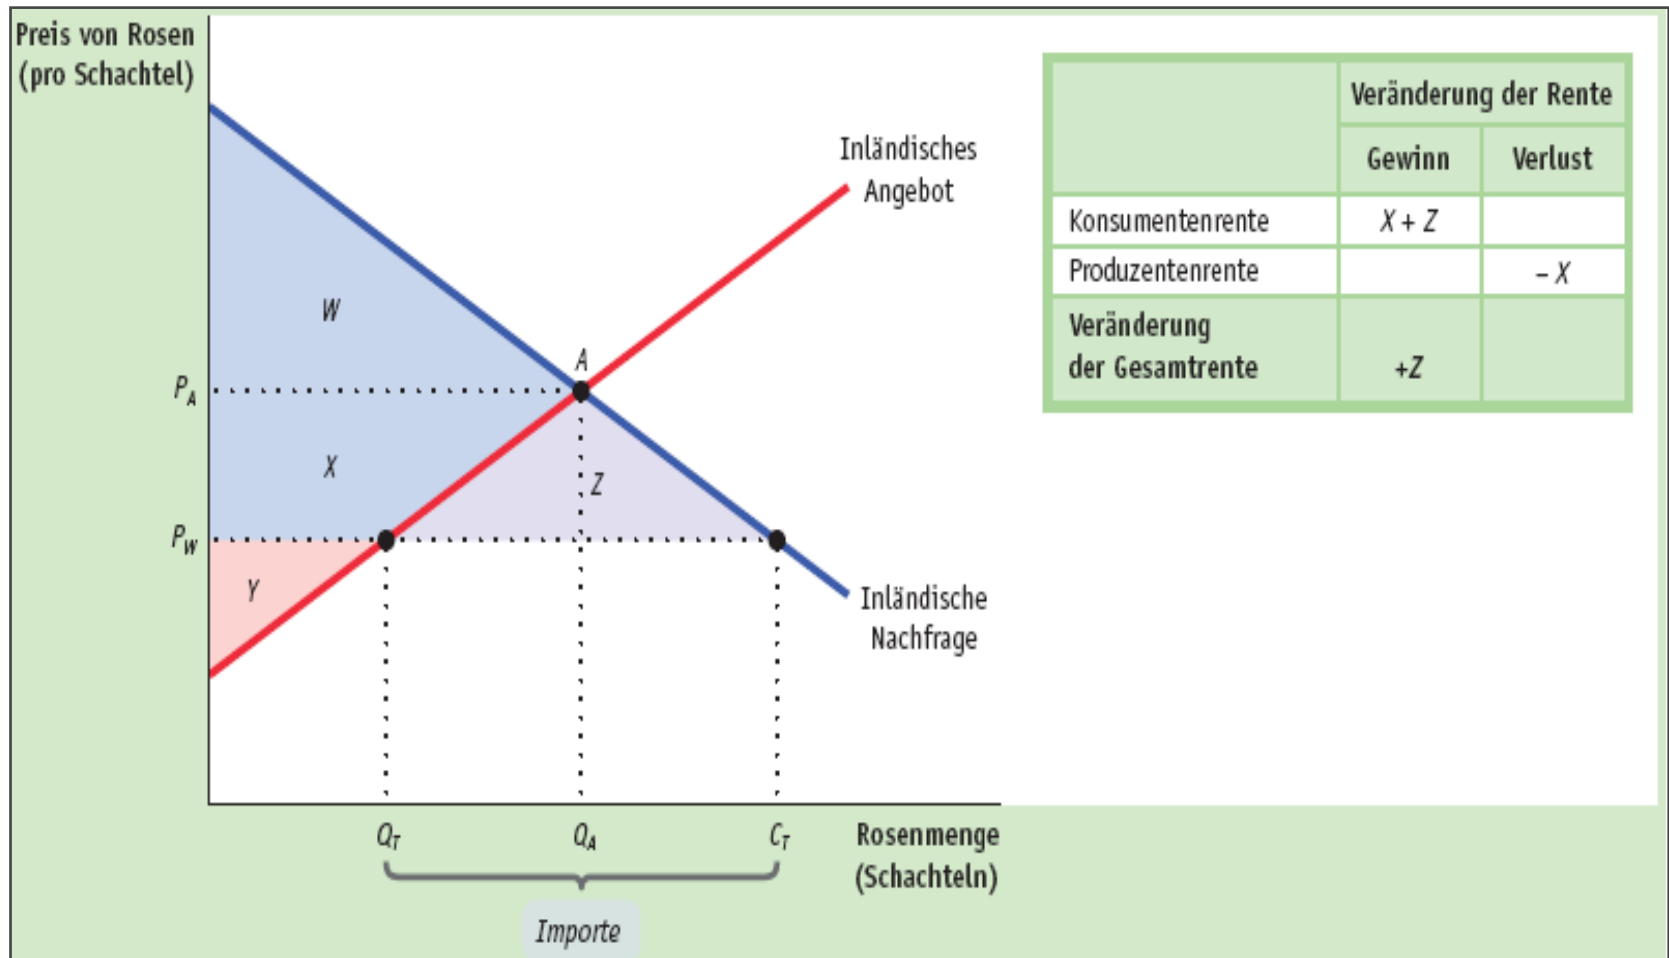 Preis von Rosen
(pro Schachtel)
Inländisches
Angebot
W
A
P_A
X
Z
P_W
Y
Inländische
Nachfrage
Q_T
Q_A
C_T
Rosenmenge
(Schachteln)
Importe
Veränderung der Rente
Gewinn Verlust
Konsumentenrente X + Z
Produzentenrente – X
Veränderung
der Gesamtrente +Z